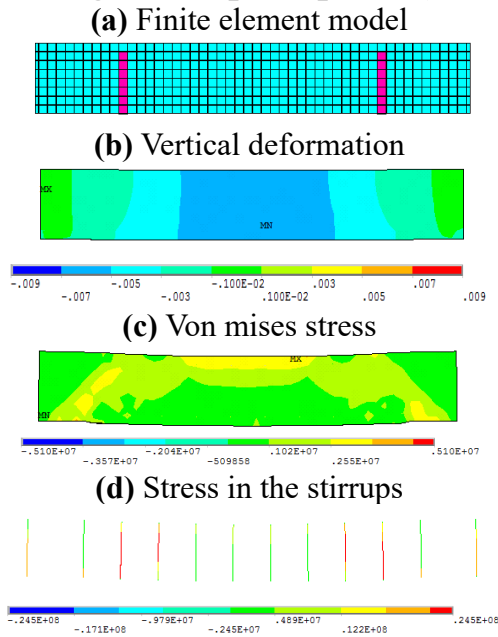 (a) Finite element model
(b) Vertical deformation
MX
MN
-.009 -.005 -.100E-02 .003 .007
-.007 -.003 .100E-02 .005 .009
(c) Von mises stress
MX
MN
-.510E+07 -.204E+07 .102E+07 .510E+07
-.357E+07 -509858 .255E+07
(d) Stress in the stirrups
-.245E+08 -.979E+07 .489E+07 .245E+08
-.171E+08 -.245E+07 .122E+08